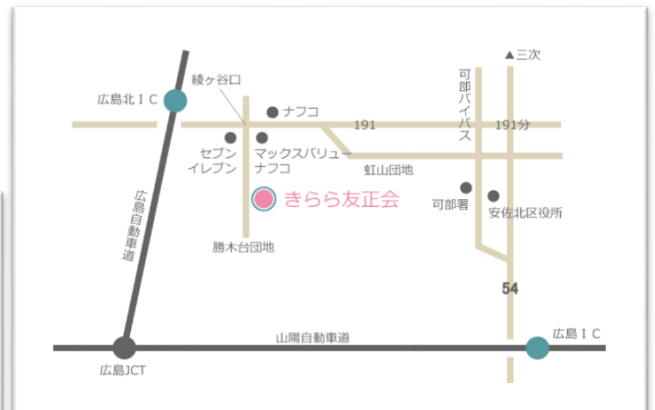 ▲三次
綾ヶ谷口
可部バイパス
広島北ＩＣ
ナフコ
191
191分
セブン
イレブン
マックスバリュー
ナフコ
虹山団地
きらら友正会
可部署
安佐北区役所
広島自動車道
勝木台団地
54
山陽自動車道
広島ＩＣ
広島JCT